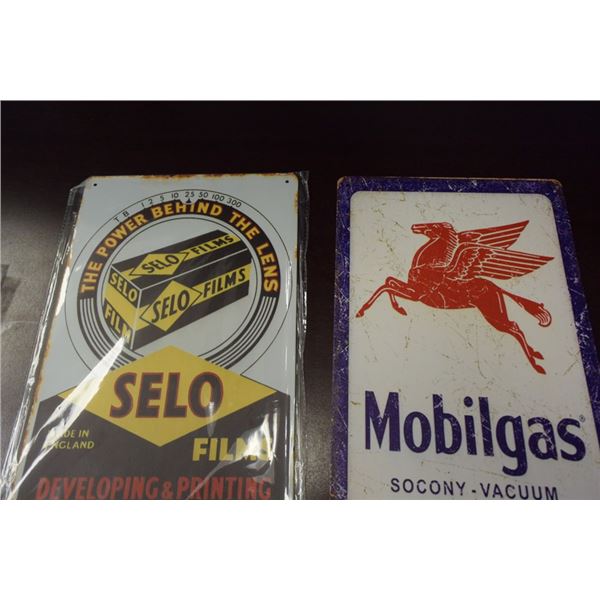 T B 1 2 5 10 25 50 100 300
THE POWER BEHIND THE LENS
SELO FILMS
SELO FILMS
FILM
SELO
MADE IN
ENGLAND
FILMS
DEVELOPING & PRINTING
Mobilgas®
SOCONY-VACUUM